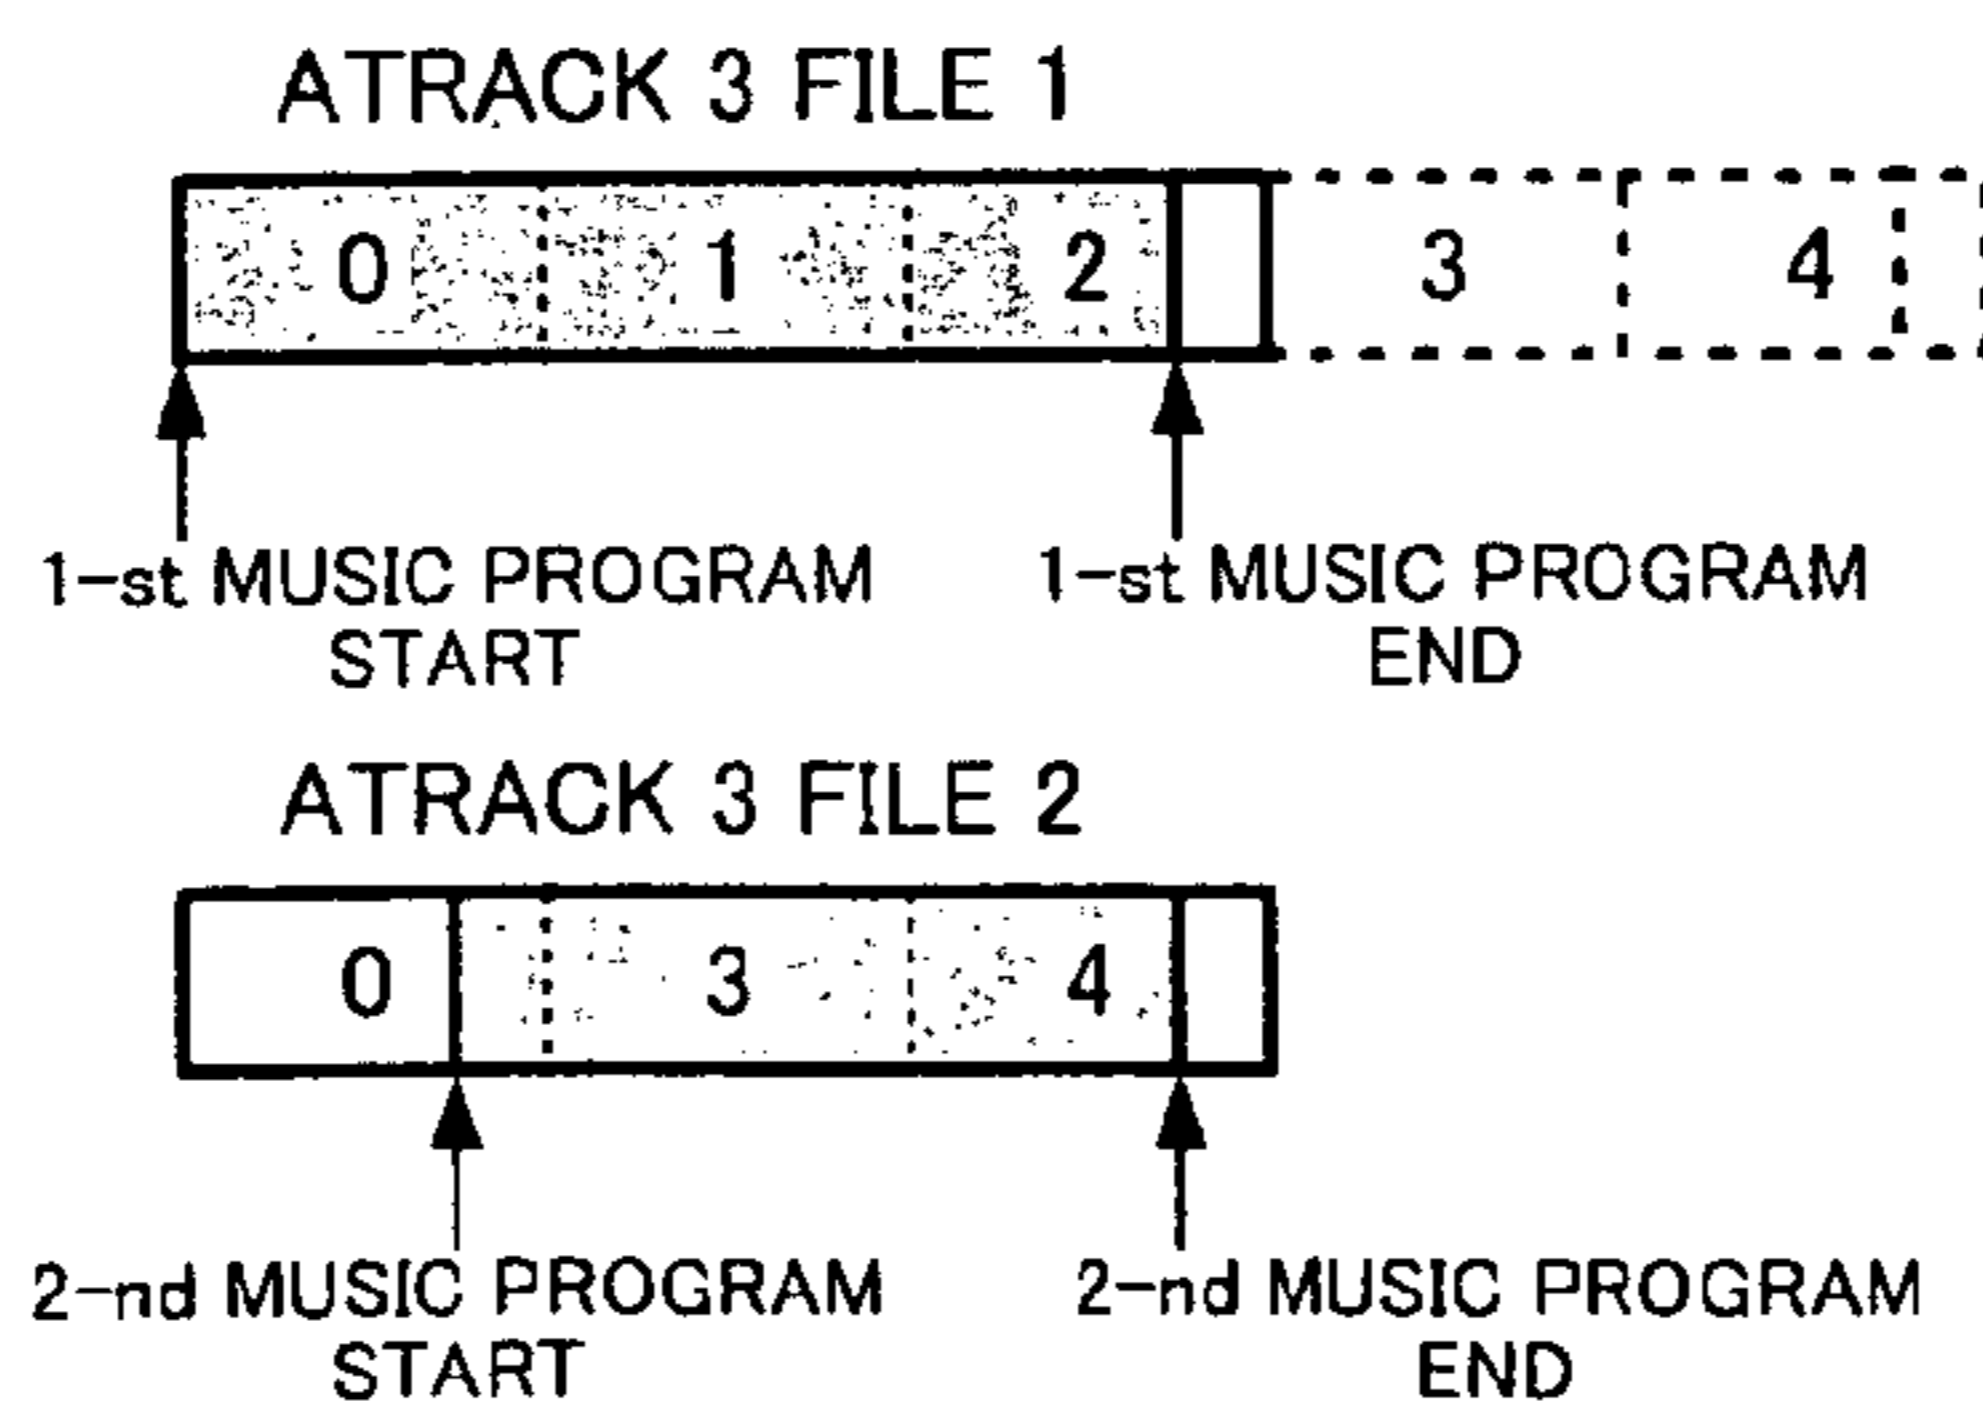 ATRACK 3 FILE 1
0 1 2 3 4
1-st MUSIC PROGRAM START
1-st MUSIC PROGRAM END
ATRACK 3 FILE 2
0 3 4
2-nd MUSIC PROGRAM START
2-nd MUSIC PROGRAM END